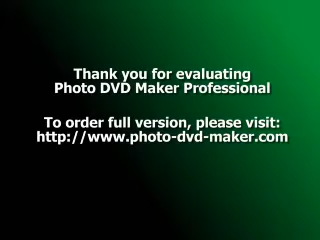 Thank you for evaluating
Photo DVD Maker Professional
To order full version, please visit:
http://www.photo-dvd-maker.com